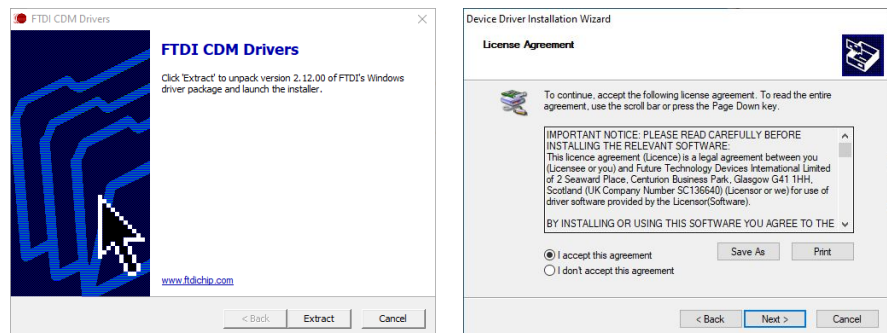 FTDI CDM Drivers
FTDI CDM Drivers
Click 'Extract' to unpack version 2.12.00 of FTDI's Windows
driver package and launch the installer.
www.ftdichip.com
< Back
Extract
Cancel
Device Driver Installation Wizard
License Agreement
To continue, accept the following license agreement. To read the entire
agreement, use the scroll bar or press the Page Down key.
IMPORTANT NOTICE: PLEASE READ CAREFULLY BEFORE
INSTALLING THE RELEVANT SOFTWARE:
This licence agreement (Licence) is a legal agreement between you
(Licensee or you) and Future Technology Devices International Limited
of 2 Seaward Place, Centurion Business Park, Glasgow G41 1HH,
Scotland (UK Company Number SC136640) (Licensor or we) for use of
driver software provided by the Licensor(Software).
BY INSTALLING OR USING THIS SOFTWARE YOU AGREE TO THE
I accept this agreement
Save As
Print
I don't accept this agreement
< Back
Next >
Cancel